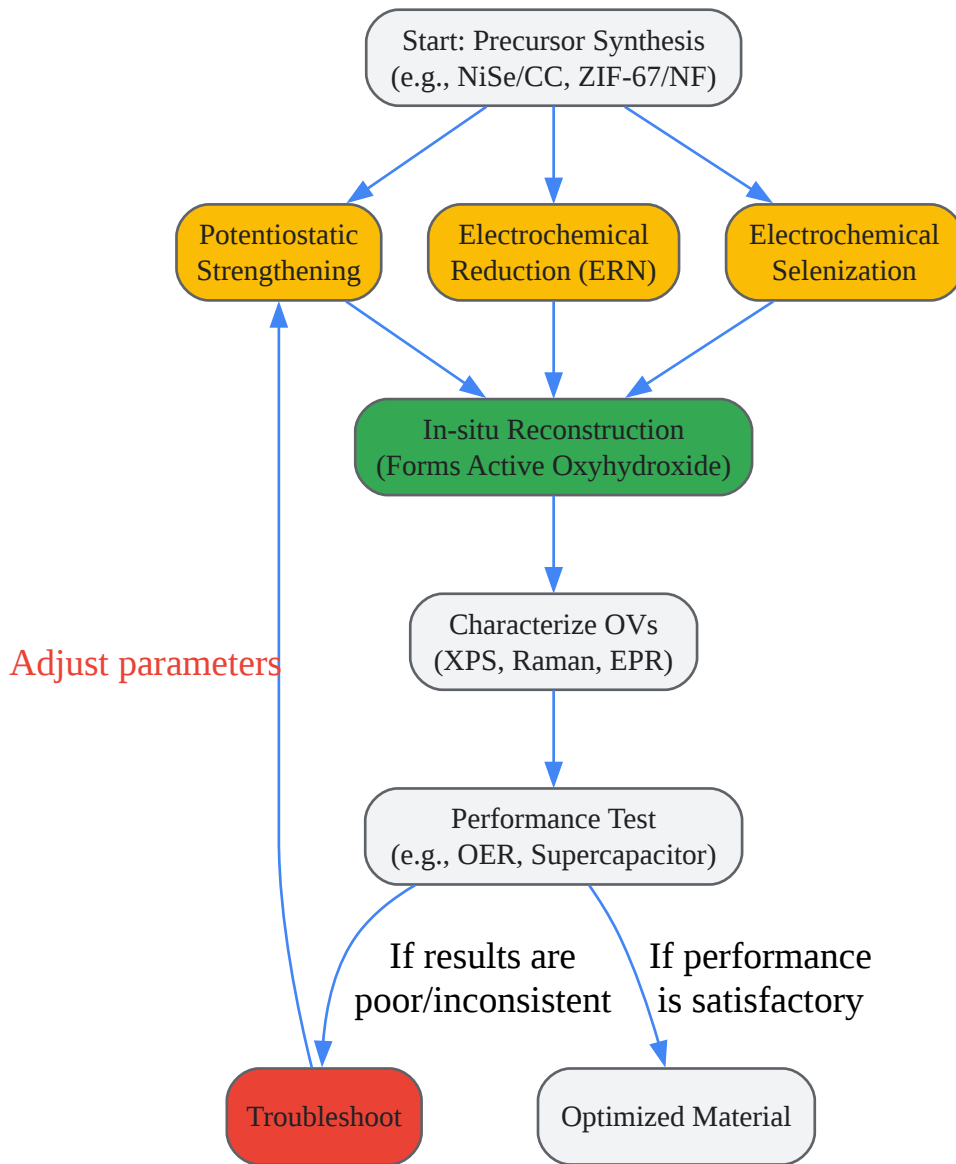 Start: Precursor Synthesis
(e.g., NiSe/CC, ZIF-67/NF)
Potentiostatic
Strengthening
Electrochemical
Reduction (ERN)
Electrochemical
Selenization
In-situ Reconstruction
(Forms Active Oxyhydroxide)
Characterize OVs
(XPS, Raman, EPR)
Adjust parameters
Performance Test
(e.g., OER, Supercapacitor)
If results are
poor/inconsistent
If performance
is satisfactory
Troubleshoot
Optimized Material